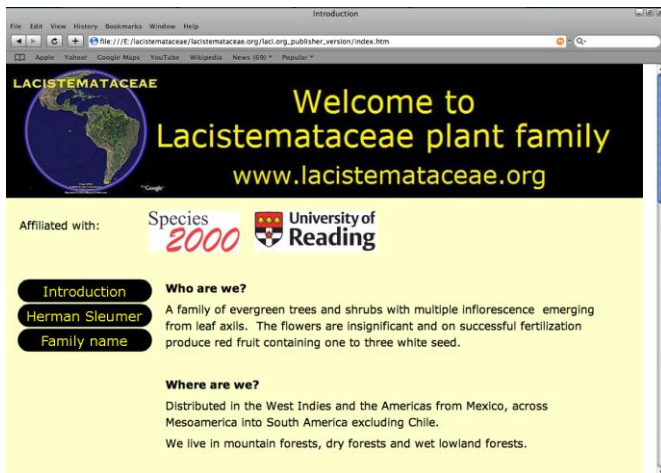 Introduction
File Edit View History Bookmarks Window Help
file:///E:/lacistemataceae/lacistemataceae.org/laci.org_publisher_version/index.htm
Q-
Apple Yahoo! Google Maps YouTube Wikipedia News (69) Popular
LACISTEMATACEAE
Google
Welcome to
Lacistemataceae plant family
www.lacistemataceae.org
Affiliated with:
Species
2000
University of
Reading
Introduction
Herman Sleumer
Family name
Who are we?
A family of evergreen trees and shrubs with multiple inflorescence emerging
from leaf axils. The flowers are insignificant and on successful fertilization
produce red fruit containing one to three white seed.
Where are we?
Distributed in the West Indies and the Americas from Mexico, across
Mesoamerica into South America excluding Chile.
We live in mountain forests, dry forests and wet lowland forests.